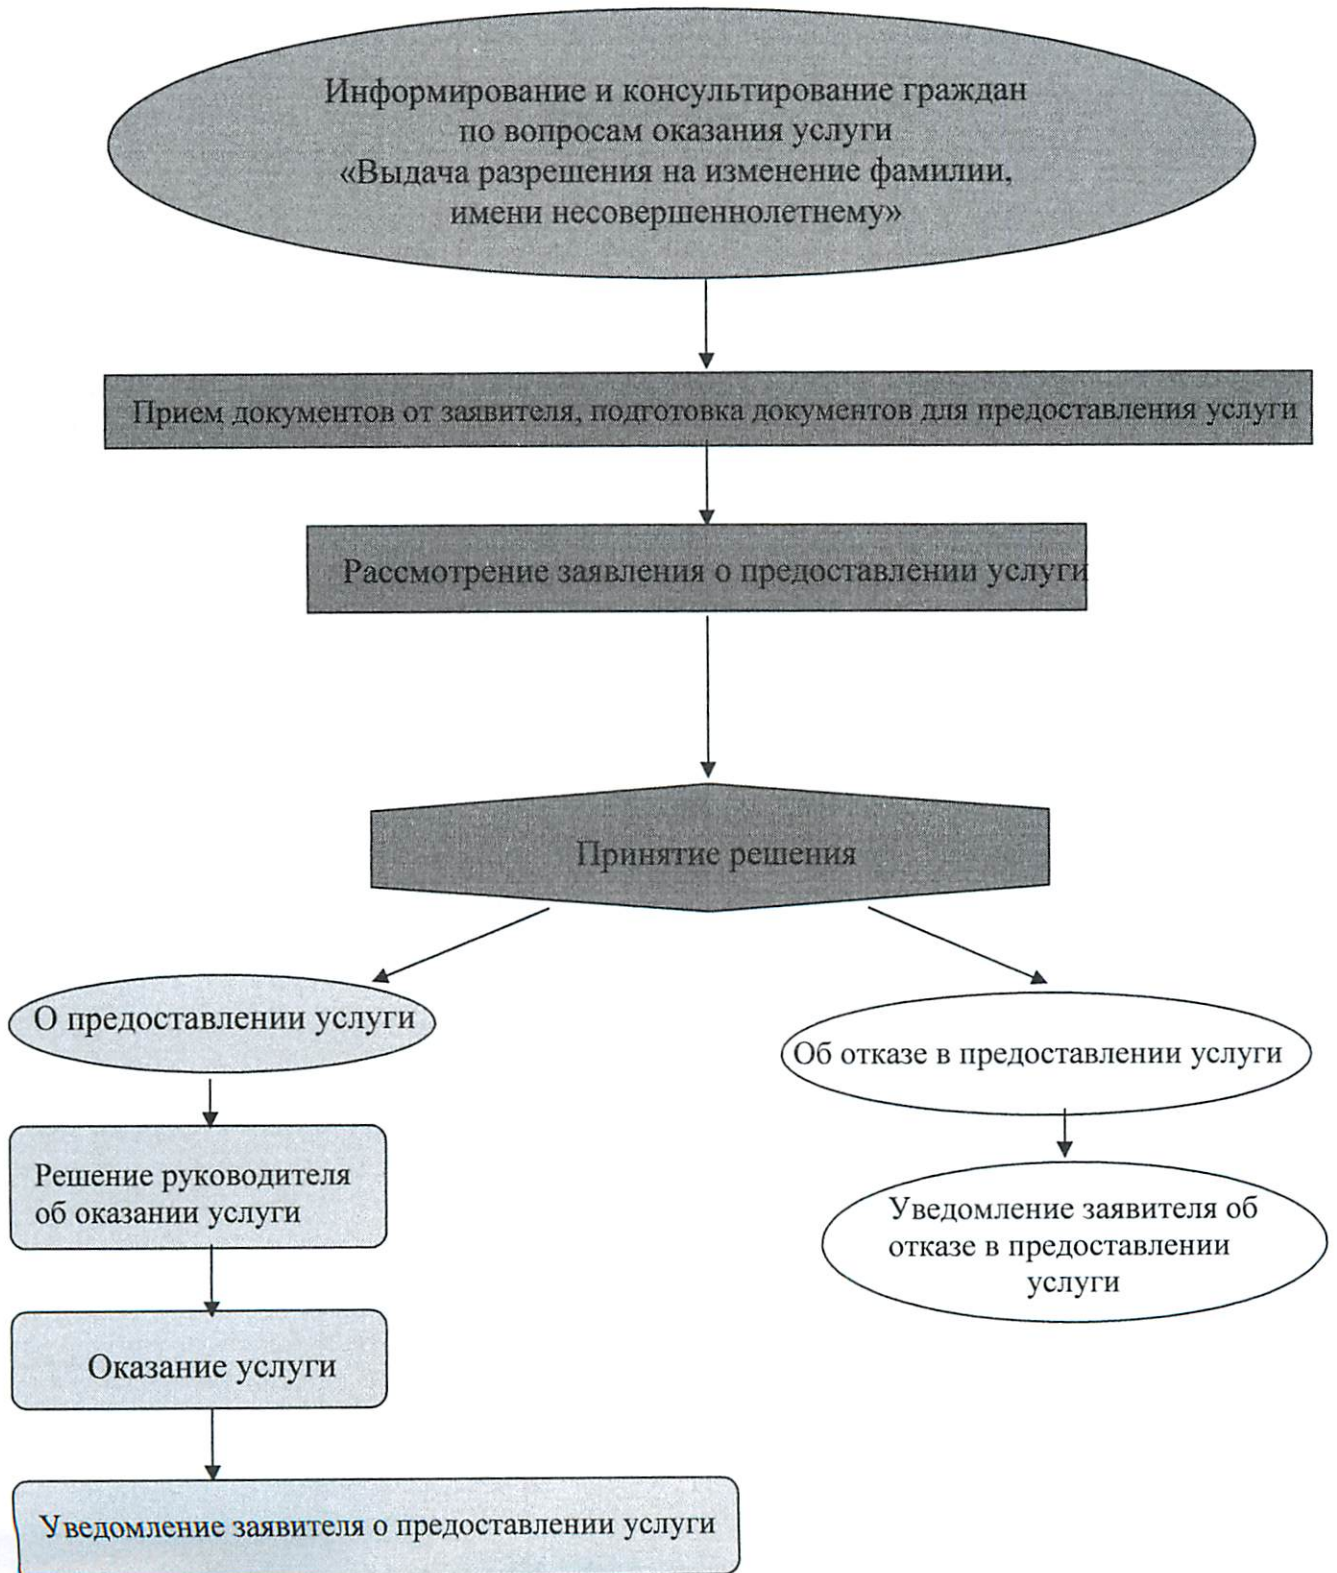 Информирование и консультирование граждан
по вопросам оказания услуги
«Выдача разрешения на изменение фамилии,
имени несовершеннолетнему»
Прием документов от заявителя, подготовка документов для предоставления услуги
Рассмотрение заявления о предоставлении услуги
Принятие решения
О предоставлении услуги
Об отказе в предоставлении услуги
Решение руководителя
об оказании услуги
Уведомление заявителя об
отказе в предоставлении
услуги
Оказание услуги
Уведомление заявителя о предоставлении услуги